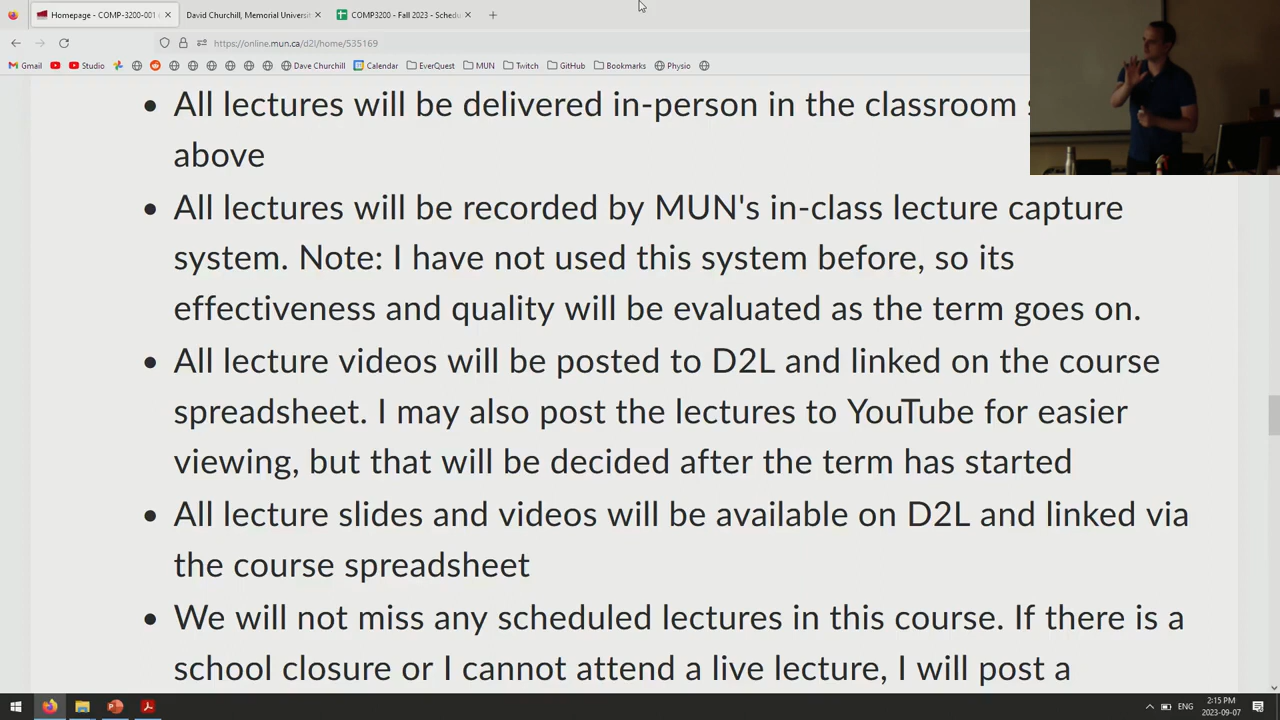 Homepage - COMP-3200-001
David Churchill, Memorial Universit
COMP3200 - Fall 2023 - Schedu
https://online.mun.ca/d2l/home/535169
Gmail
Studio
Dave Churchill
Calendar
EverQuest
MUN
Twitch
GitHub
Bookmarks
Physio
• All lectures will be delivered in-person in the classroom
above
• All lectures will be recorded by MUN's in-class lecture capture
system. Note: I have not used this system before, so its
effectiveness and quality will be evaluated as the term goes on.
• All lecture videos will be posted to D2L and linked on the course
spreadsheet. I may also post the lectures to YouTube for easier
viewing, but that will be decided after the term has started
• All lecture slides and videos will be available on D2L and linked via
the course spreadsheet
• We will not miss any scheduled lectures in this course. If there is a
school closure or I cannot attend a live lecture, I will post a
ENG
2:15 PM
2023-09-07